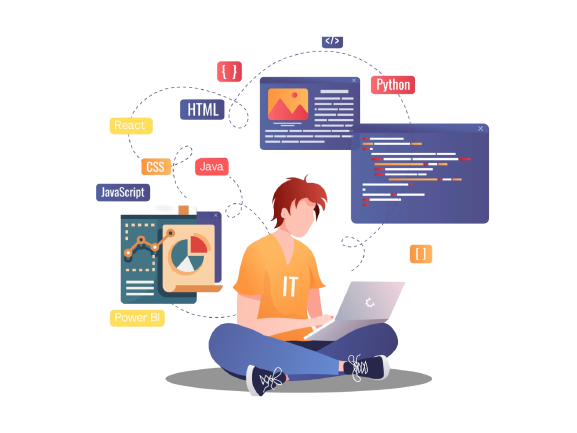 </>
{ }
Python
HTML
React
CSS
Java
JavaScript
[ ]
IT
Power BI